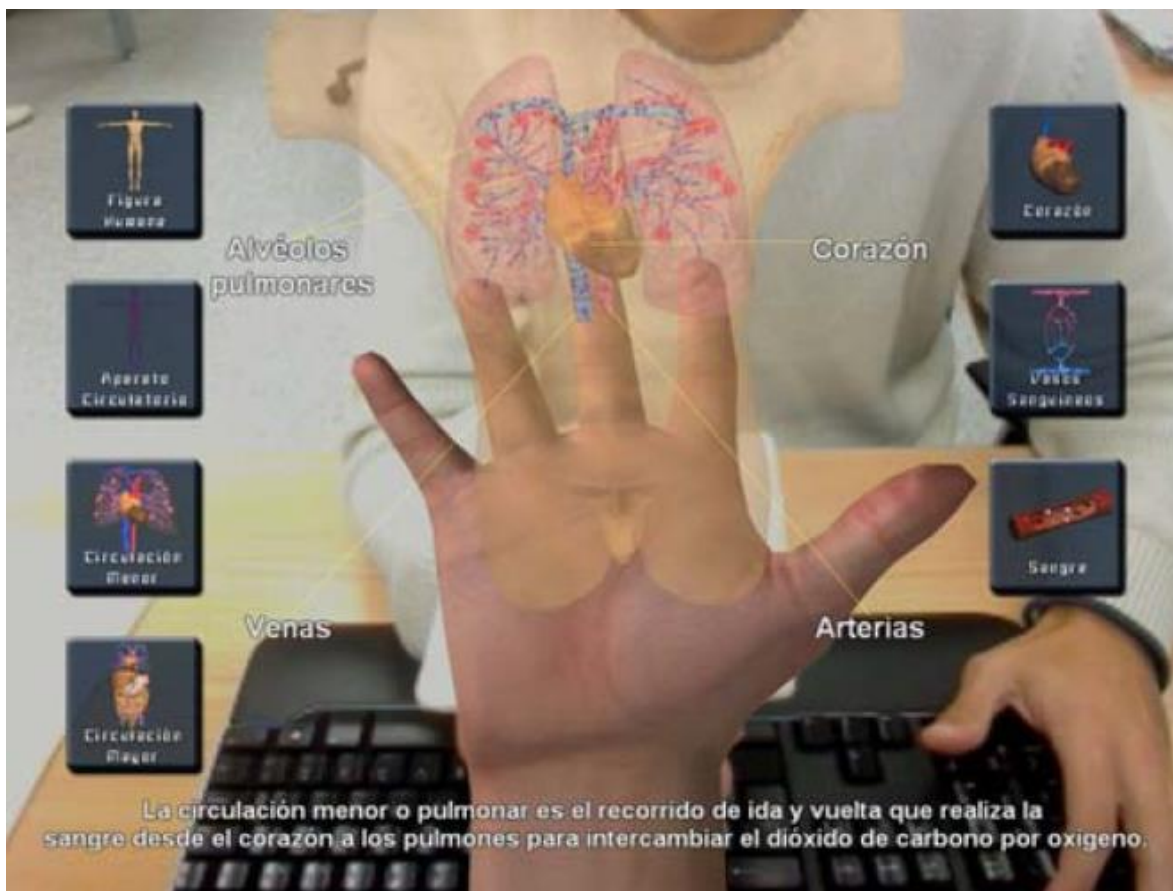 Figura
Humana
Alvéolos
pulmonares
Aparato
Circulatorio
Circulación
Menor
Venas
Circulación
Mayor
Corazón
Corazón
Vasos
Sanguíneos
Sangre
Arterias
La circulación menor o pulmonar es el recorrido de ida y vuelta que realiza la
sangre desde el corazón a los pulmones para intercambiar el dióxido de carbono por oxígeno.